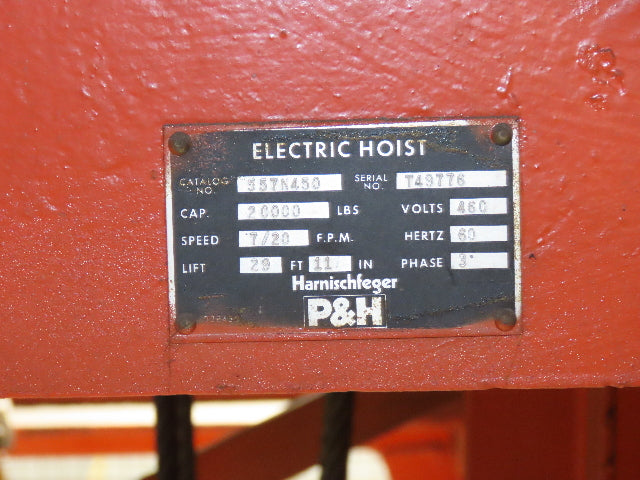 ELECTRIC HOIST
CATALOG NO. 557N450 SERIAL NO. T49776
CAP. 20000 LBS VOLTS 460
SPEED 7/20 F.P.M. HERTZ 60
LIFT 29 FT 11 IN PHASE 3
Harnischfeger
P&H